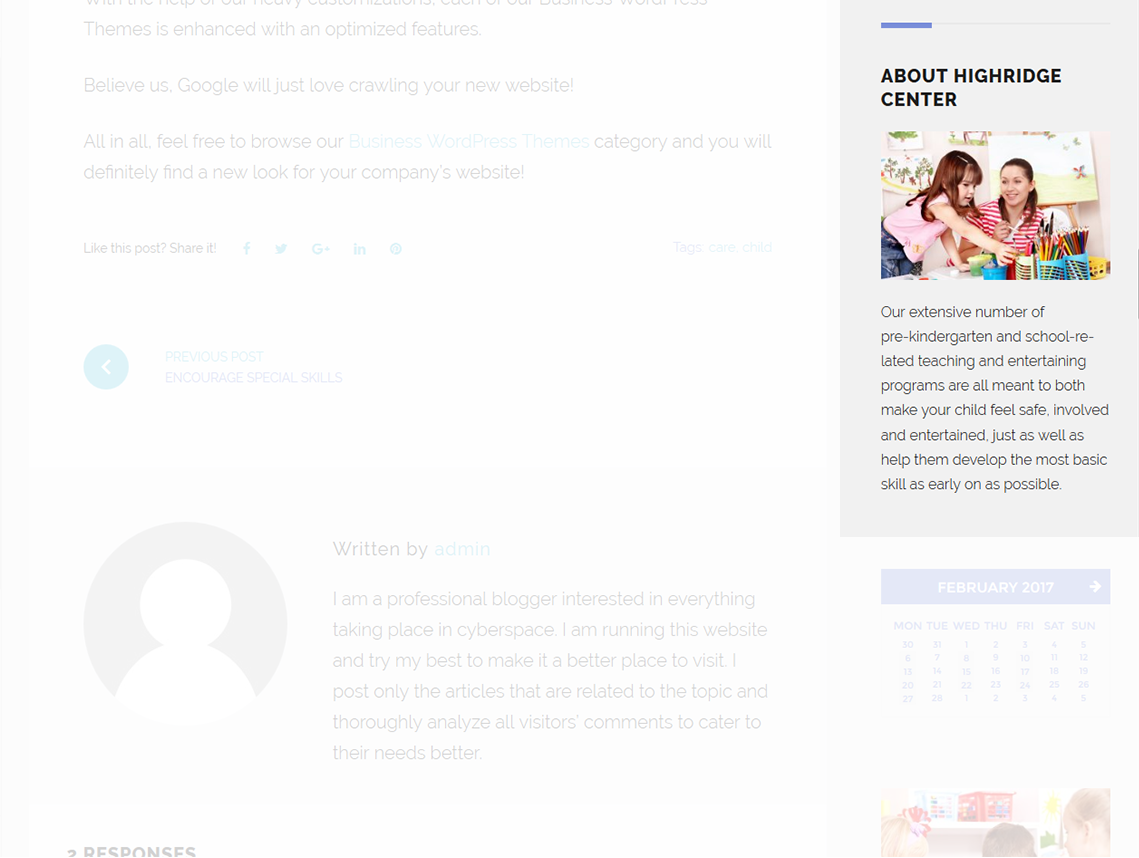 With the help of our heavy customizations, each of our Business WordPress
Themes is enhanced with an optimized features.
Believe us, Google will just love crawling your new website!
All in all, feel free to browse our Business WordPress Themes category and you will
definitely find a new look for your company's website!
Like this post? Share it!
Tags: care, child
PREVIOUS POST
ENCOURAGE SPECIAL SKILLS
Written by admin
I am a professional blogger interested in everything
taking place in cyberspace. I am running this website
and try my best to make it a better place to visit. I
post only the articles that are related to the topic and
thoroughly analyze all visitors' comments to cater to
their needs better.
2 RESPONSES
ABOUT HIGHRIDGE
CENTER
Our extensive number of
pre-kindergarten and school-re-
lated teaching and entertaining
programs are all meant to both
make your child feel safe, involved
and entertained, just as well as
help them develop the most basic
skill as early on as possible.
FEBRUARY 2017
MON TUE WED THU FRI SAT SUN
30 31 1 2 3 4 5
6 7 8 9 10 11 12
13 14 15 16 17 18 19
20 21 22 23 24 25 26
27 28 1 2 3 4 5